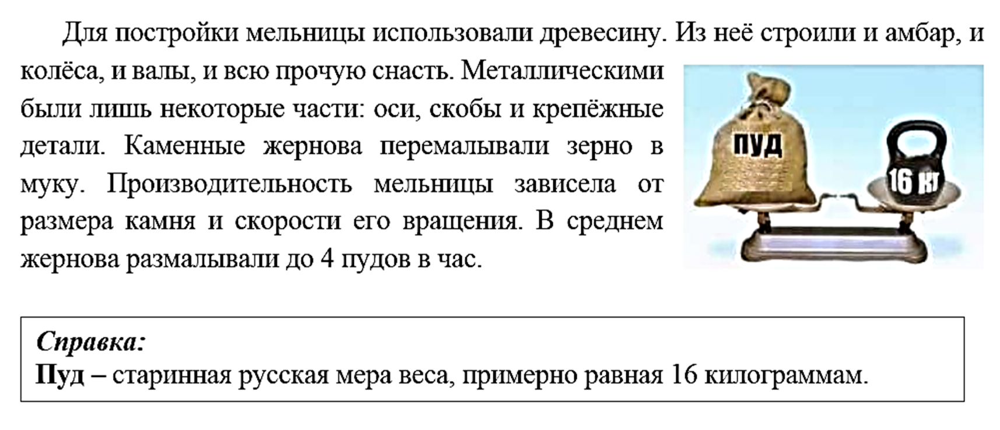 Для постройки мельницы использовали древесину. Из неё строили и амбар, и
колёса, и валы, и всю прочую снасть. Металлическими
были лишь некоторые части: оси, скобы и крепёжные
детали. Каменные жернова перемалывали зерно в
муку. Производительность мельницы зависела от
размера камня и скорости его вращения. В среднем
жернова размалывали до 4 пудов в час.
ПУД
16 кг
Справка:
Пуд – старинная русская мера веса, примерно равная 16 килограммам.